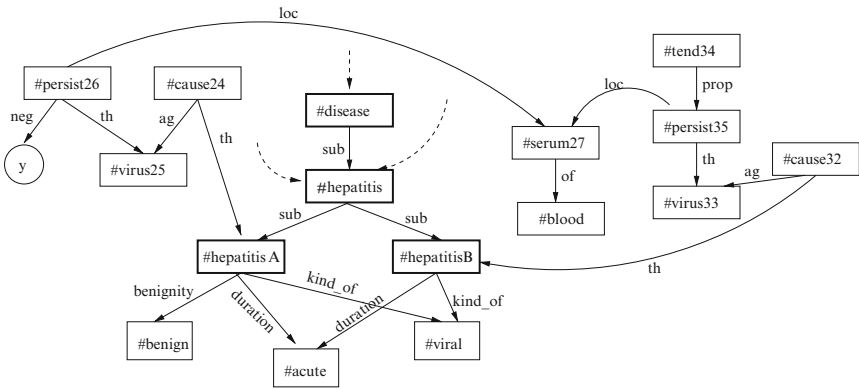 loc
#tend34
#persist26
#cause24
loc
prop
#disease
neg
th
ag
#persist35
#serum27
th
sub
th
#cause32
y
#virus25
of
ag
#hepatitis
#virus33
sub
sub
#blood
#hepatitis A
#hepatitisB
th
benignity
kind_of
duration
duration
kind_of
#benign
#viral
#acute